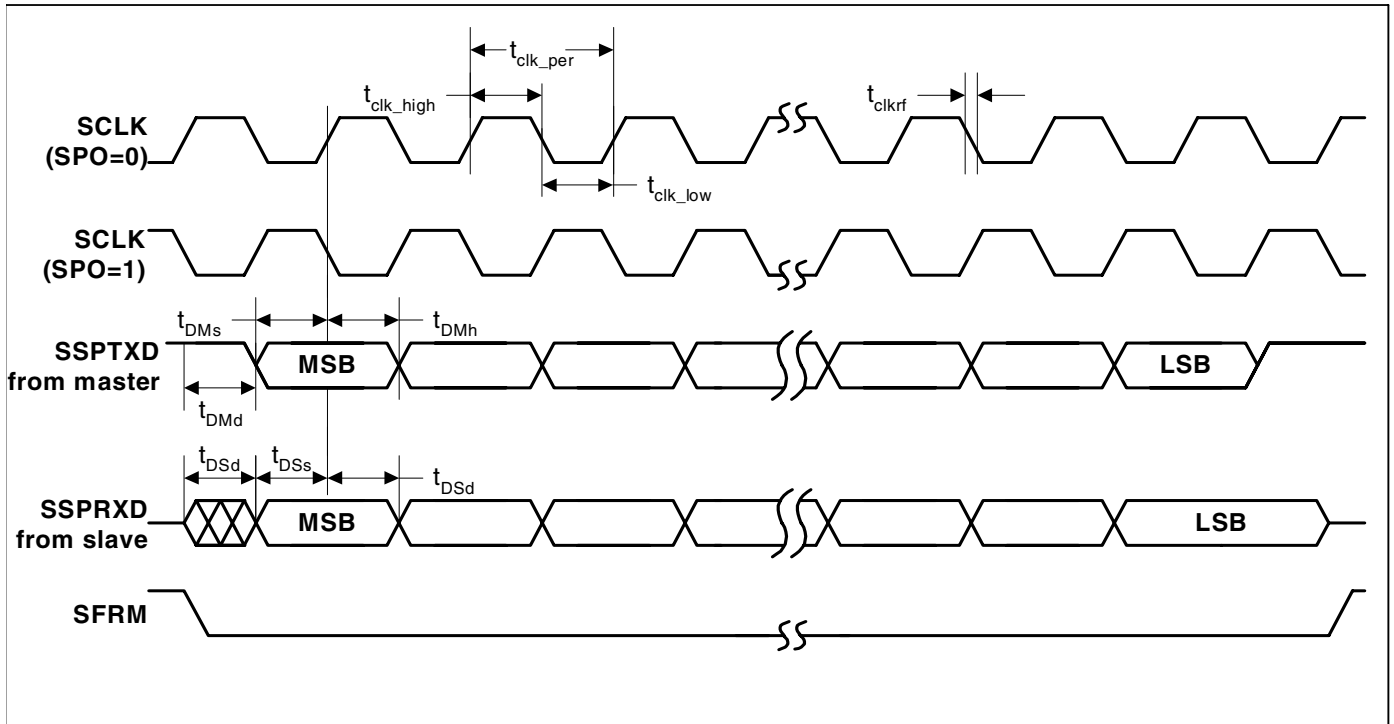 t_clk_per
t_clk_high
t_clkrf
SCLK
(SPO=0)
t_clk_low
SCLK
(SPO=1)
t_DMs
t_DMh
SSPTXD
from master
MSB
LSB
t_DMd
t_DSd
t_DSs
t_DSd
SSPRXD
from slave
MSB
LSB
SFRM